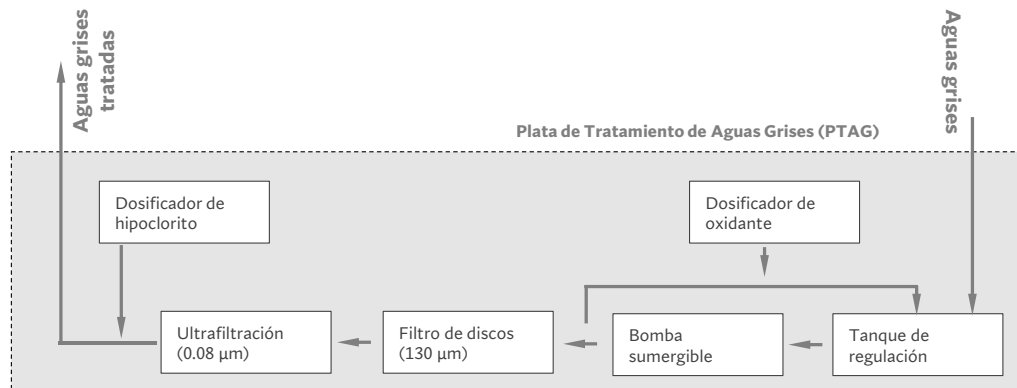 Aguas grises
tratadas
Aguas grises
Plata de Tratamiento de Aguas Grises (PTAG)
Dosificador de
hipoclorito
Dosificador de
oxidante
Ultrafiltración
(0.08 µm)
Filtro de discos
(130 µm)
Bomba
sumergible
Tanque de
regulación